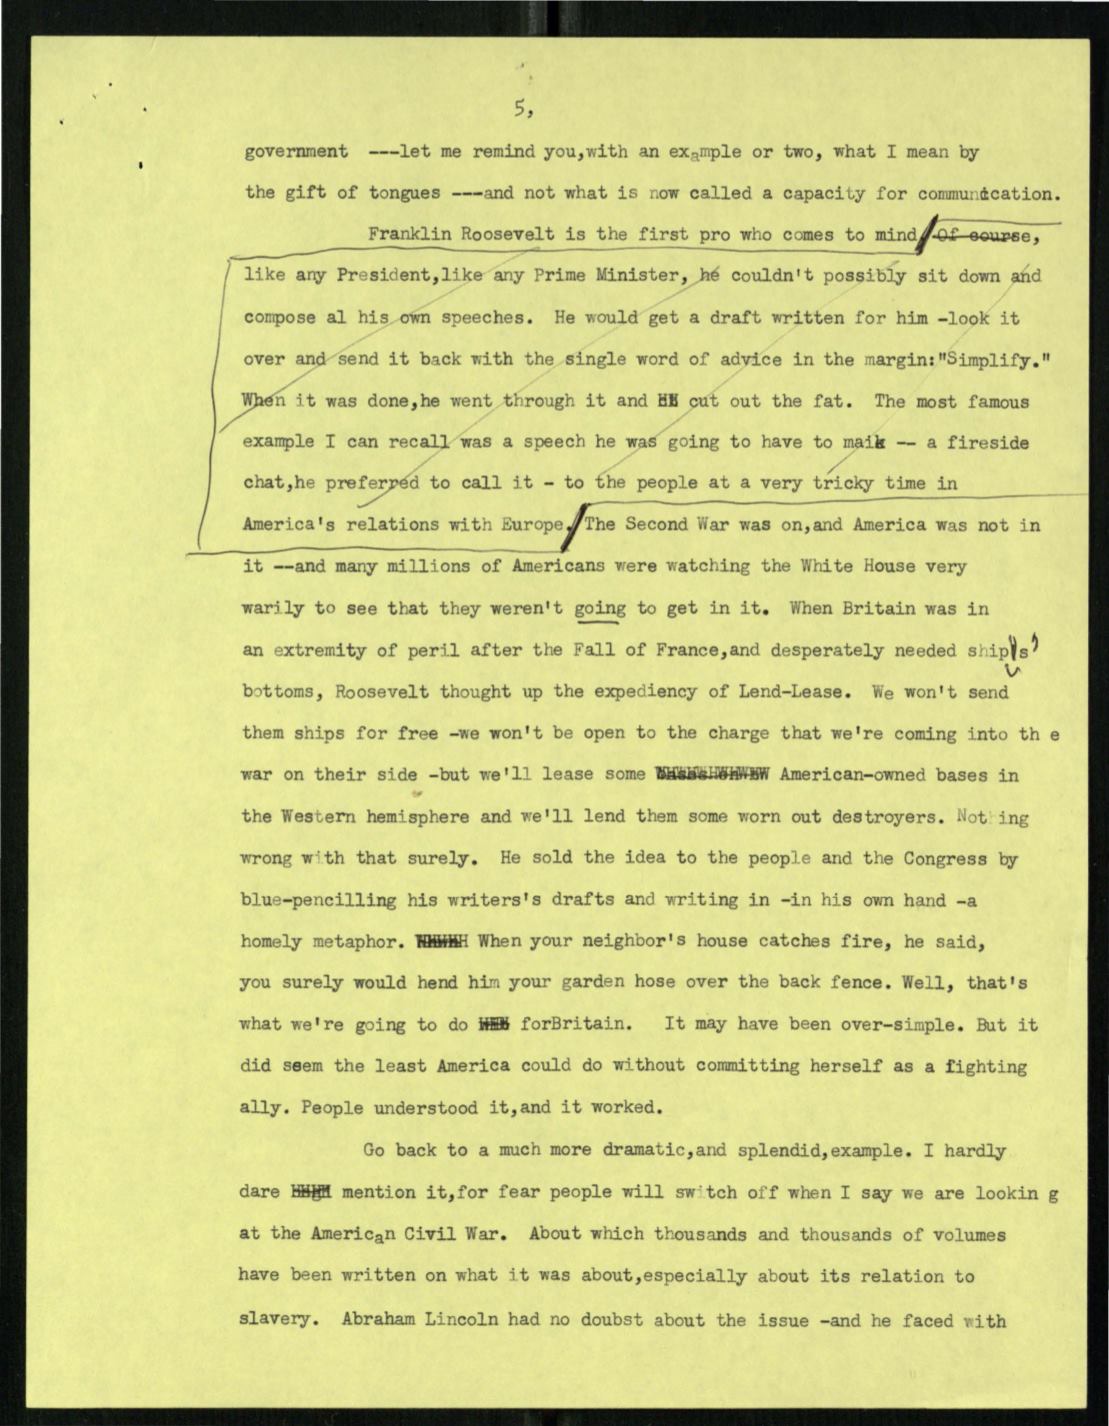 5,
government ---let me remind you,with an example or two, what I mean by
the gift of tongues ---and not what is now called a capacity for communication.
Franklin Roosevelt is the first pro who comes to mind/ Of course,
like any President,like any Prime Minister, he couldn't possibly sit down and
compose al his own speeches. He would get a draft written for him -look it
over and send it back with the single word of advice in the margin:"Simplify."
When it was done,he went through it and cut out the fat. The most famous
example I can recall was a speech he was going to have to maik -- a fireside
chat,he preferred to call it - to the people at a very tricky time in
America's relations with Europe./ The Second War was on,and America was not in
it --and many millions of Americans were watching the White House very
warily to see that they weren't going to get in it. When Britain was in
an extremity of peril after the Fall of France,and desperately needed ships'
bottoms, Roosevelt thought up the expediency of Lend-Lease. We won't send
them ships for free -we won't be open to the charge that we're coming into th e
war on their side -but we'll lease some American-owned bases in
the Western hemisphere and we'll lend them some worn out destroyers. Not ing
wrong with that surely. He sold the idea to the people and the Congress by
blue-pencilling his writers's drafts and writing in -in his own hand -a
homely metaphor. When your neighbor's house catches fire, he said,
you surely would hend him your garden hose over the back fence. Well, that's
what we're going to do forBritain. It may have been over-simple. But it
did seem the least America could do without committing herself as a fighting
ally. People understood it,and it worked.
Go back to a much more dramatic,and splendid,example. I hardly
dare mention it,for fear people will switch off when I say we are lookin g
at the American Civil War. About which thousands and thousands of volumes
have been written on what it was about,especially about its relation to
slavery. Abraham Lincoln had no doubst about the issue -and he faced with